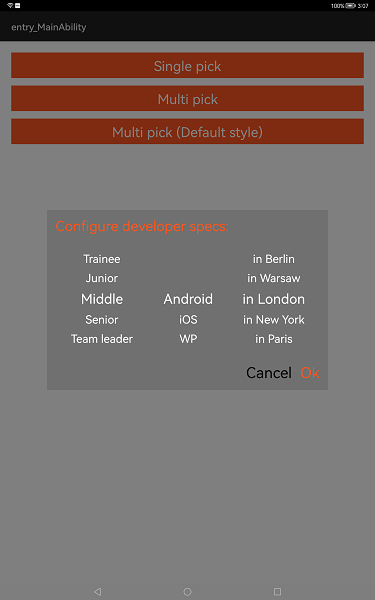 100% 3:07
entry_MainAbility
Single pick
Multi pick
Multi pick (Default style)
Configure developer specs:
Trainee in Berlin
Junior in Warsaw
Middle Android in London
Senior iOS in New York
Team leader WP in Paris
Cancel Ok